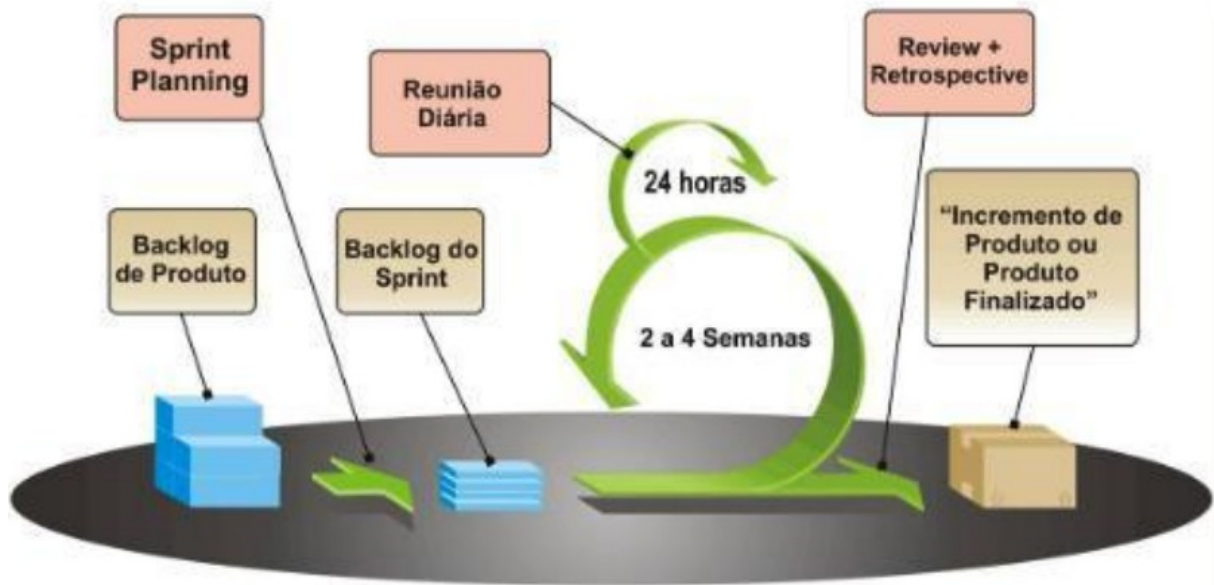 Sprint
Planning
Reunião
Diária
Review +
Retrospective
24 horas
Backlog
de Produto
Backlog do
Sprint
“Incremento de
Produto ou
Produto
Finalizado”
2 a 4 Semanas